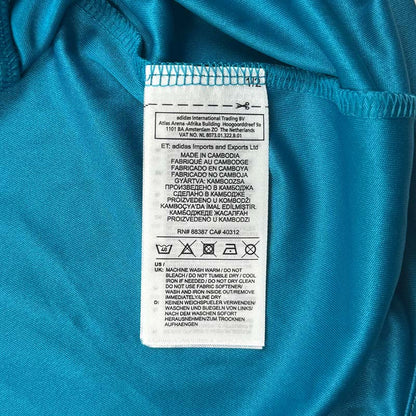 adidas International Trading BV
Atlas Arena -Afrika Building Hoogoorddreef 9a
1101 BA Amsterdam ZO The Netherlands
VAT NO. NL 8073.01.322.B.01
ET: adidas Imports and Exports Ltd
MADE IN CAMBODIA
FABRIQUÉ AU CAMBODGE
FABRICADO EN CAMBOYA
FABRICADO NO CAMBOJA
GYÁRTVA: KAMBODZSA
ПРОИЗВЕДЕНО В КАМБОДЖА
СДЕЛАНО В КАМБОДЖЕ
PROIZVEDENO U KAMBODŽI
KAMBOÇYA'DA İMAL EDİLMİŞTİR.
КАМБОДЖЕДЕ ЖАСАЛҒАН
PROIZVEDENO U KAMBODŽI
RN# 88387 CA# 40312
US /
UK: MACHINE WASH WARM / DO NOT
BLEACH / DO NOT TUMBLE DRY / COOL
IRON IF NEEDED / DO NOT DRY CLEAN
DO NOT USE FABRIC SOFTENER/
WASH AND IRON INSIDE OUT/REMOVE
IMMEDIATELY/LINE DRY
D: KEINEN WEICHSPUELER VERWENDEN/
WASCHEN UND BUEGELN VON LINKS/
NACH DEM WASCHEN SOFORT
HERAUSNEHMEN/ZUM TROCKNEN
AUFHAENGEN